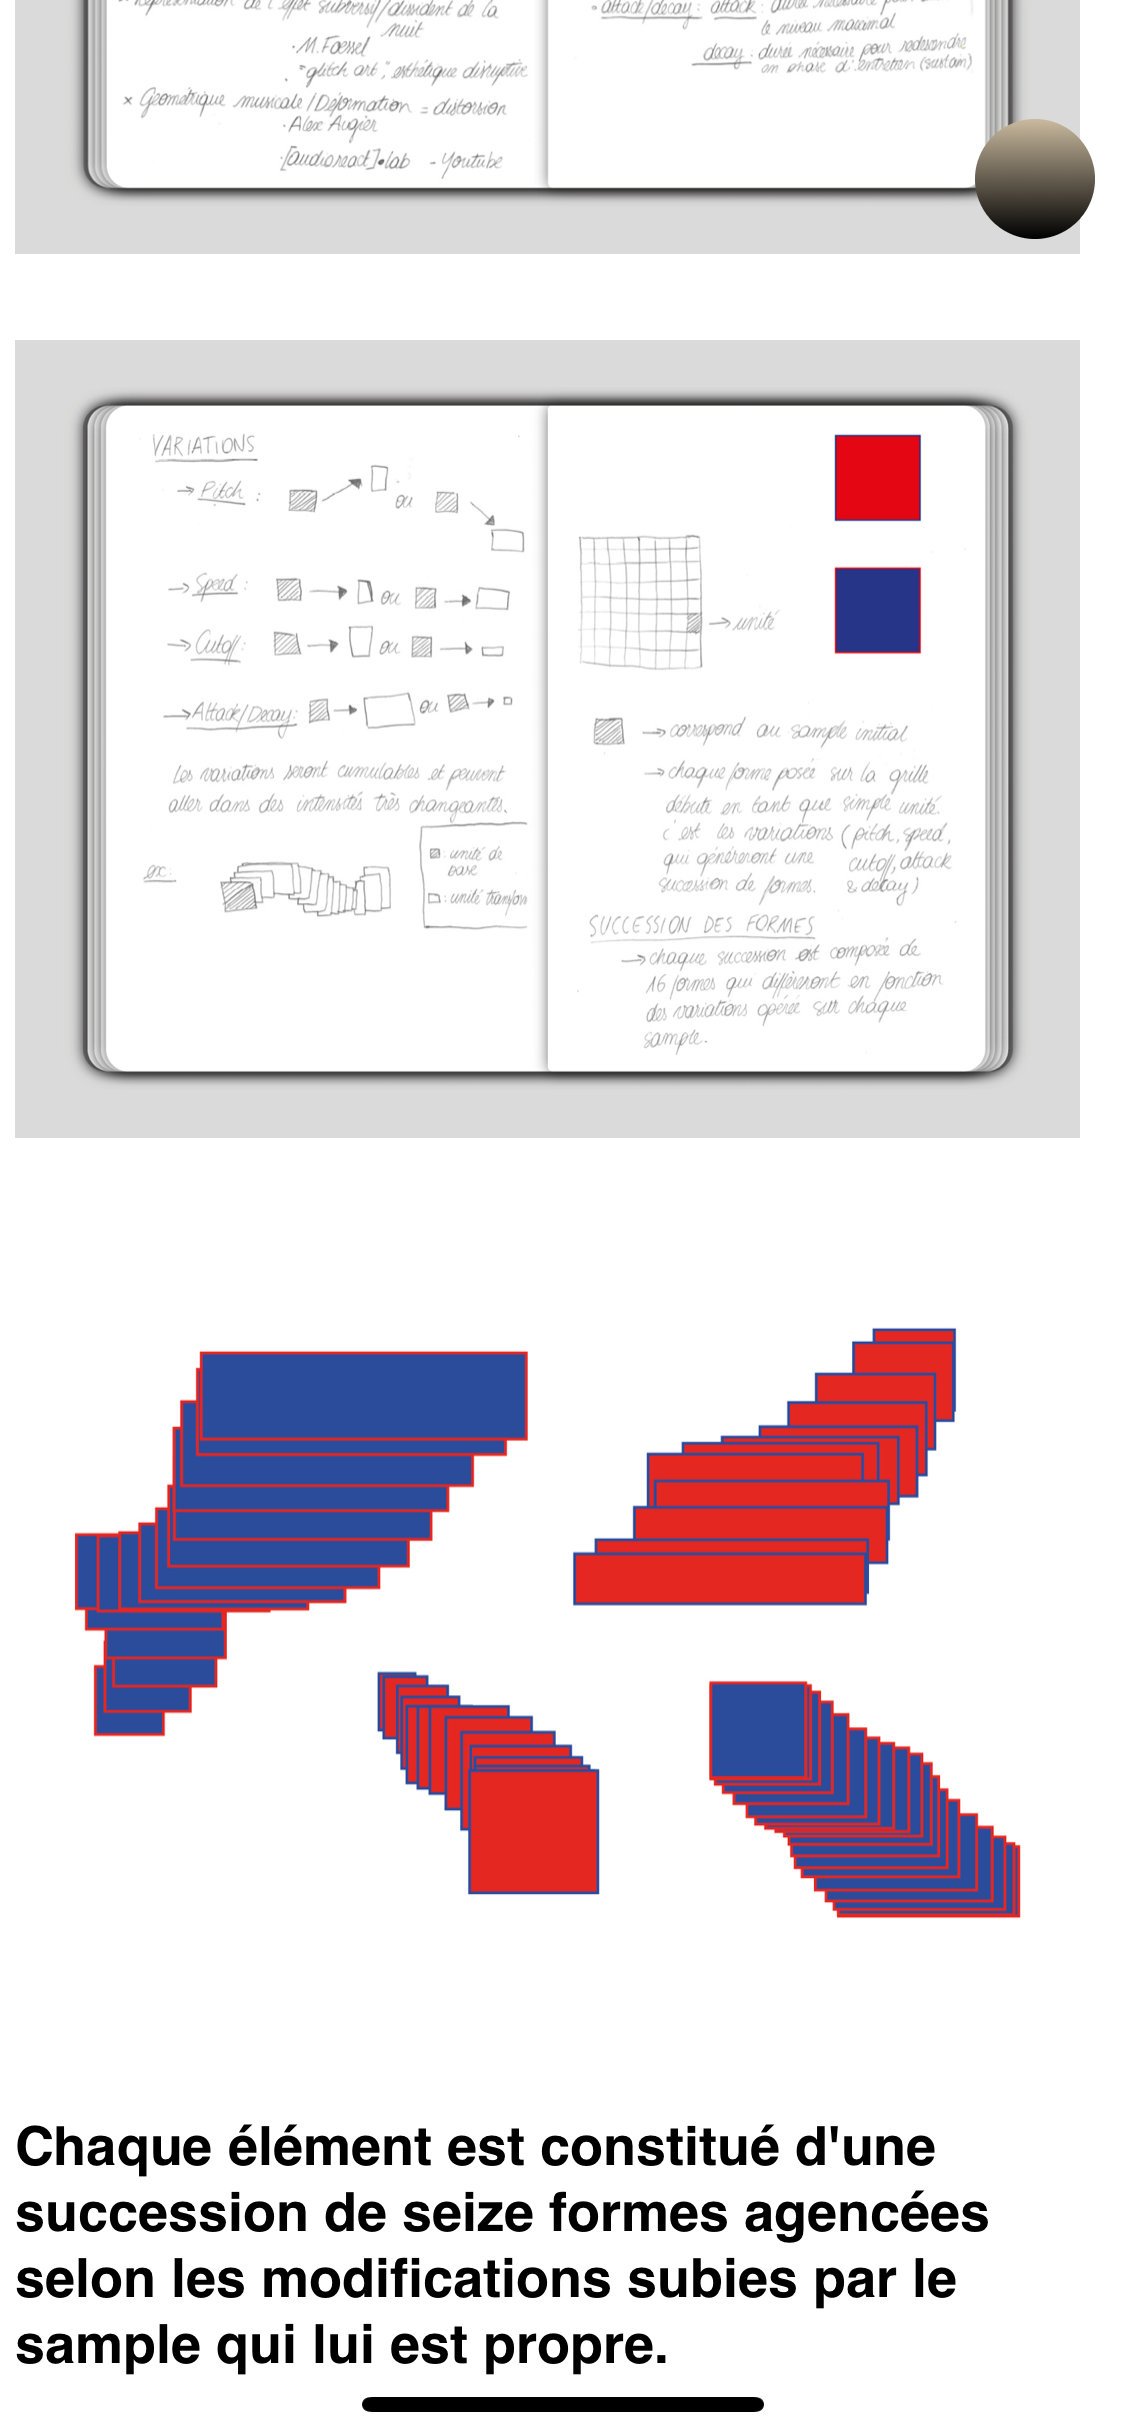 Représentation de l'effet subversif/dissident de la
nuit
· M. Foessel
· "glitch art", esthétique disruptive
× Géométrique musicale / Déformation = distorsion
· Alex Augier
· [audioreact]•lab - Youtube
• attack/decay : attack : durée nécessaire pour
le niveau maximal
decay : durée nécessaire pour redescendre
en phase d'entretien (sustain)
VARIATIONS
→ Pitch :
ou
→ Speed :
ou
→ Cutoff :
ou
→ Attack/Decay :
ou
Les variations seront cumulables et peuvent
aller dans des intensités très changeantes.
ex:
: unité de
base
: unité transfor
→ unité
→ correspond au sample initial
→ chaque forme posée sur la grille
débute en tant que simple unité.
c'est les variations (pitch, speed,
qui génèreront une cutoff, attack
succession de formes. & decay)
SUCCESSION DES FORMES
→ chaque succession est composée de
16 formes qui diffèreront en fonction
des variations opérée sur chaque
sample.
Chaque élément est constitué d'une
succession de seize formes agencées
selon les modifications subies par le
sample qui lui est propre.